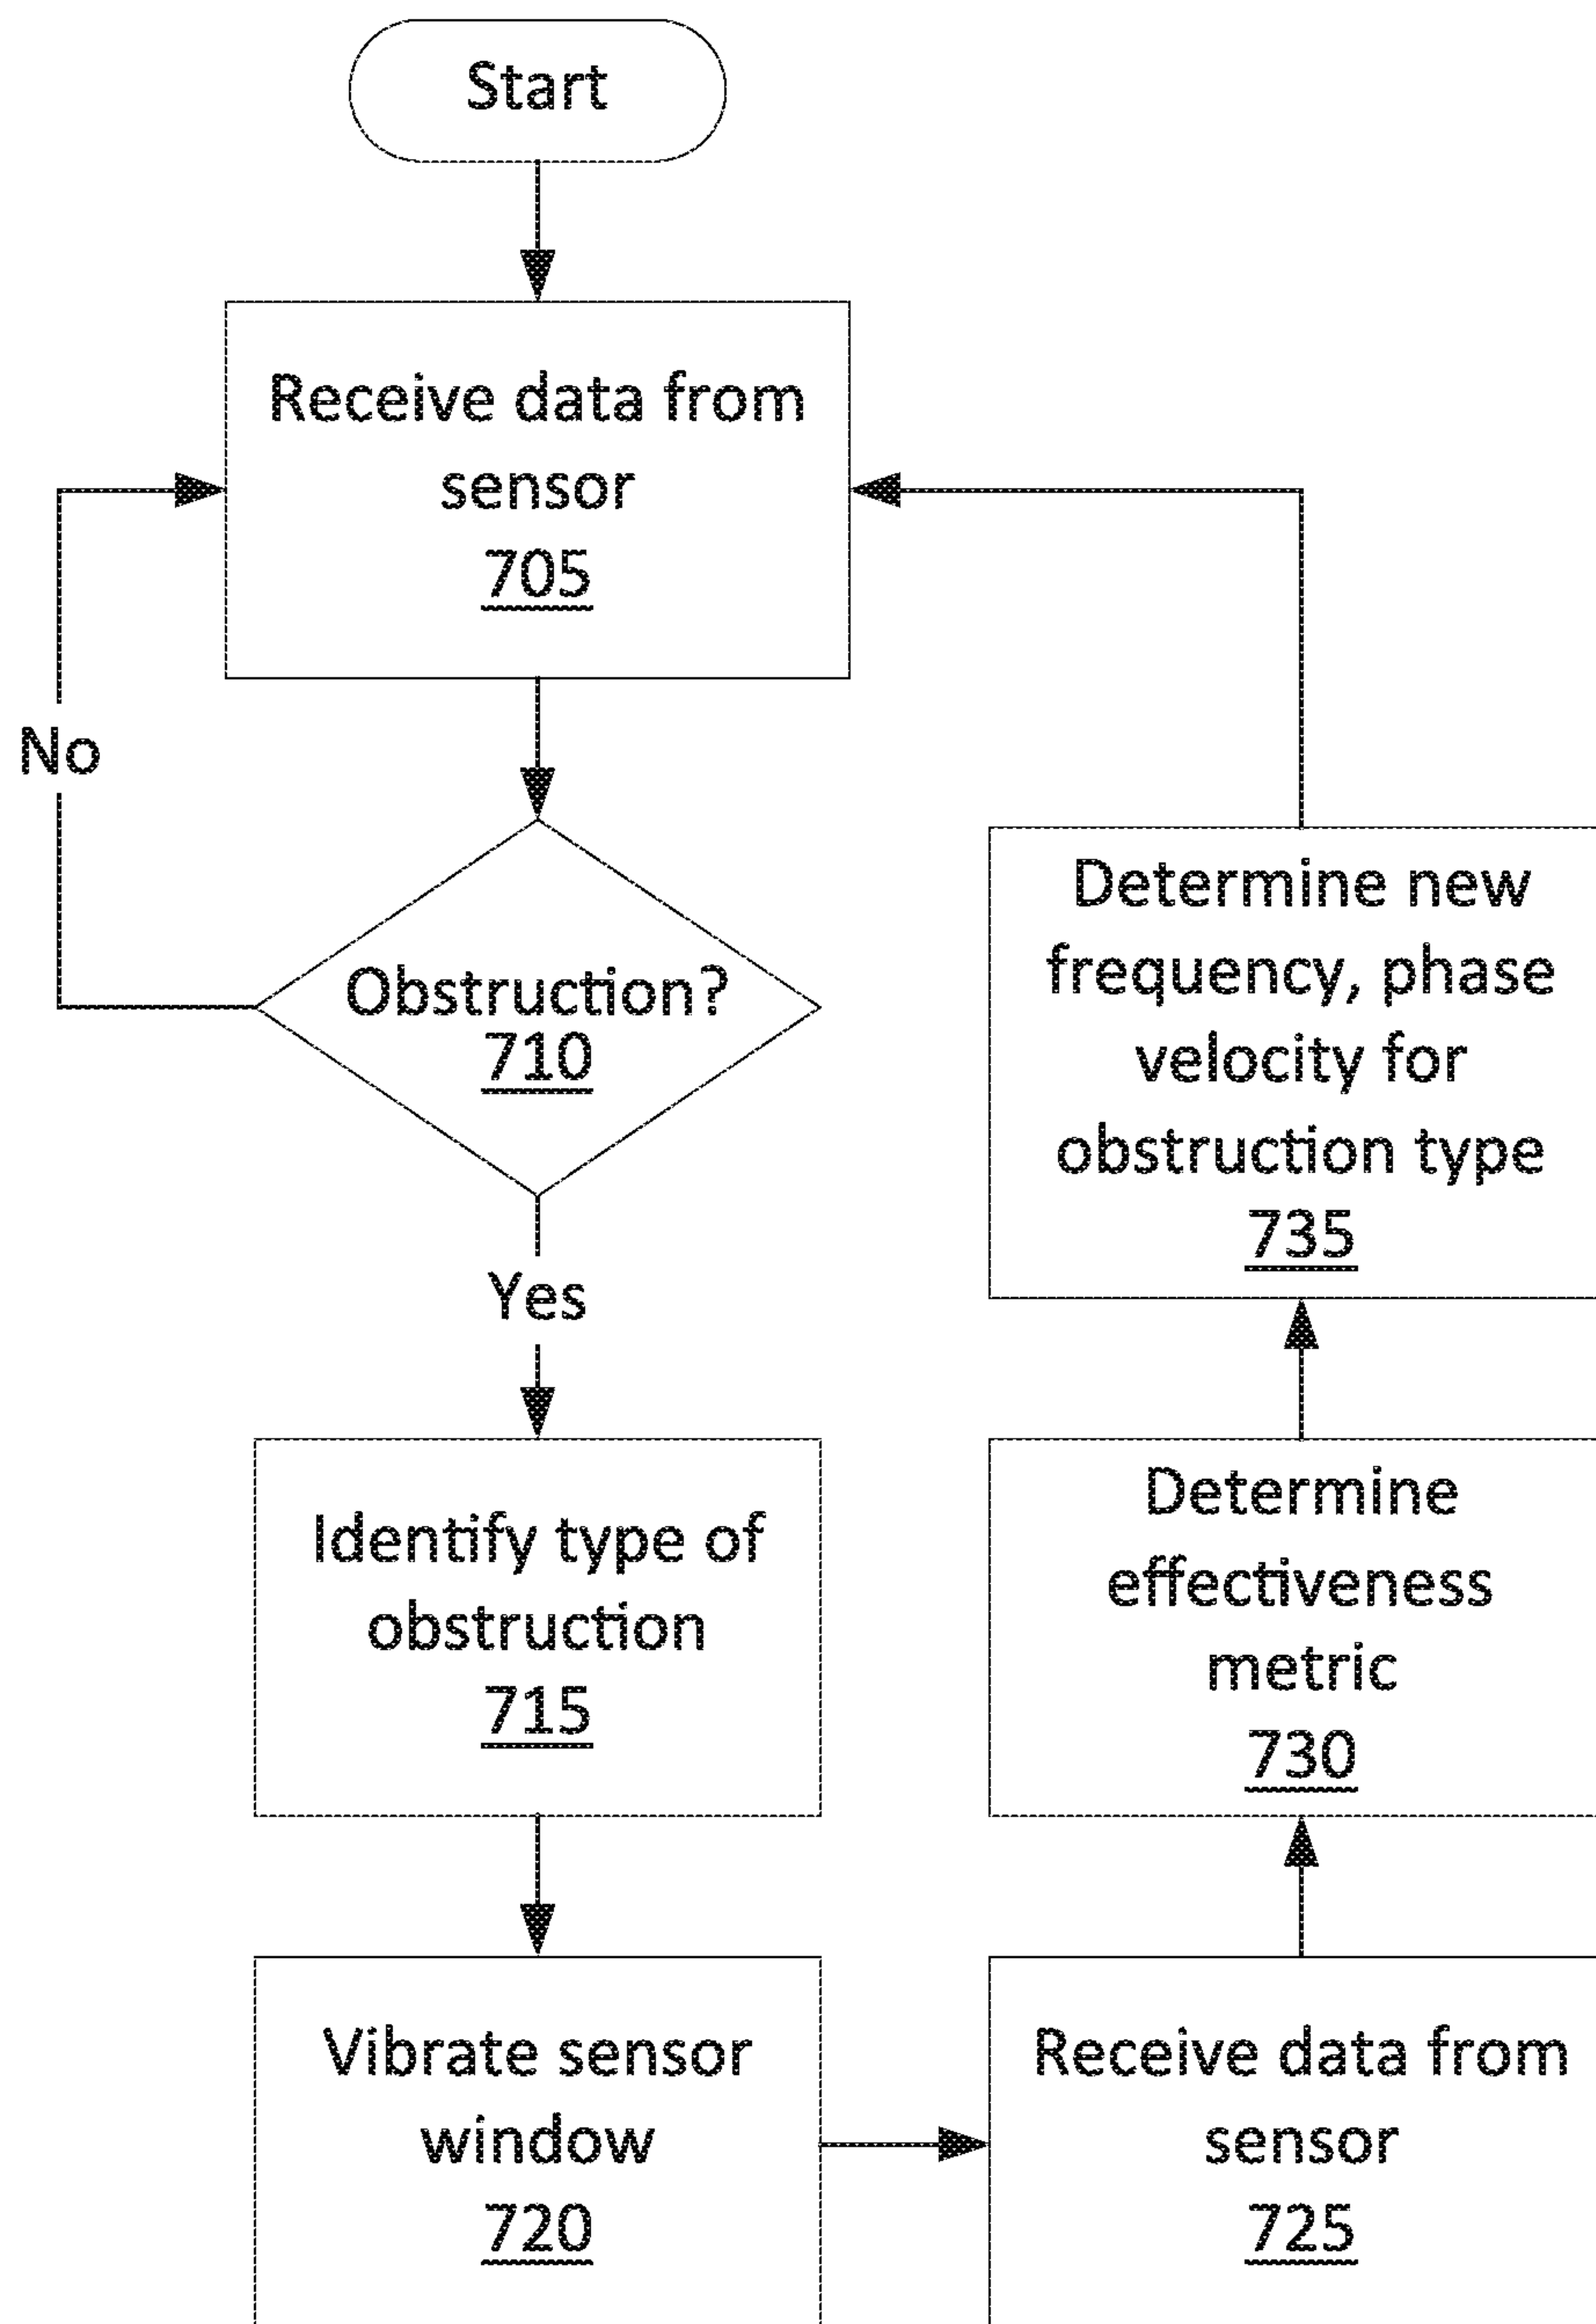 Start
Receive data from
sensor
705
No
Obstruction?
710
Yes
Identify type of
obstruction
715
Vibrate sensor
window
720
Receive data from
sensor
725
Determine
effectiveness
metric
730
Determine new
frequency, phase
velocity for
obstruction type
735